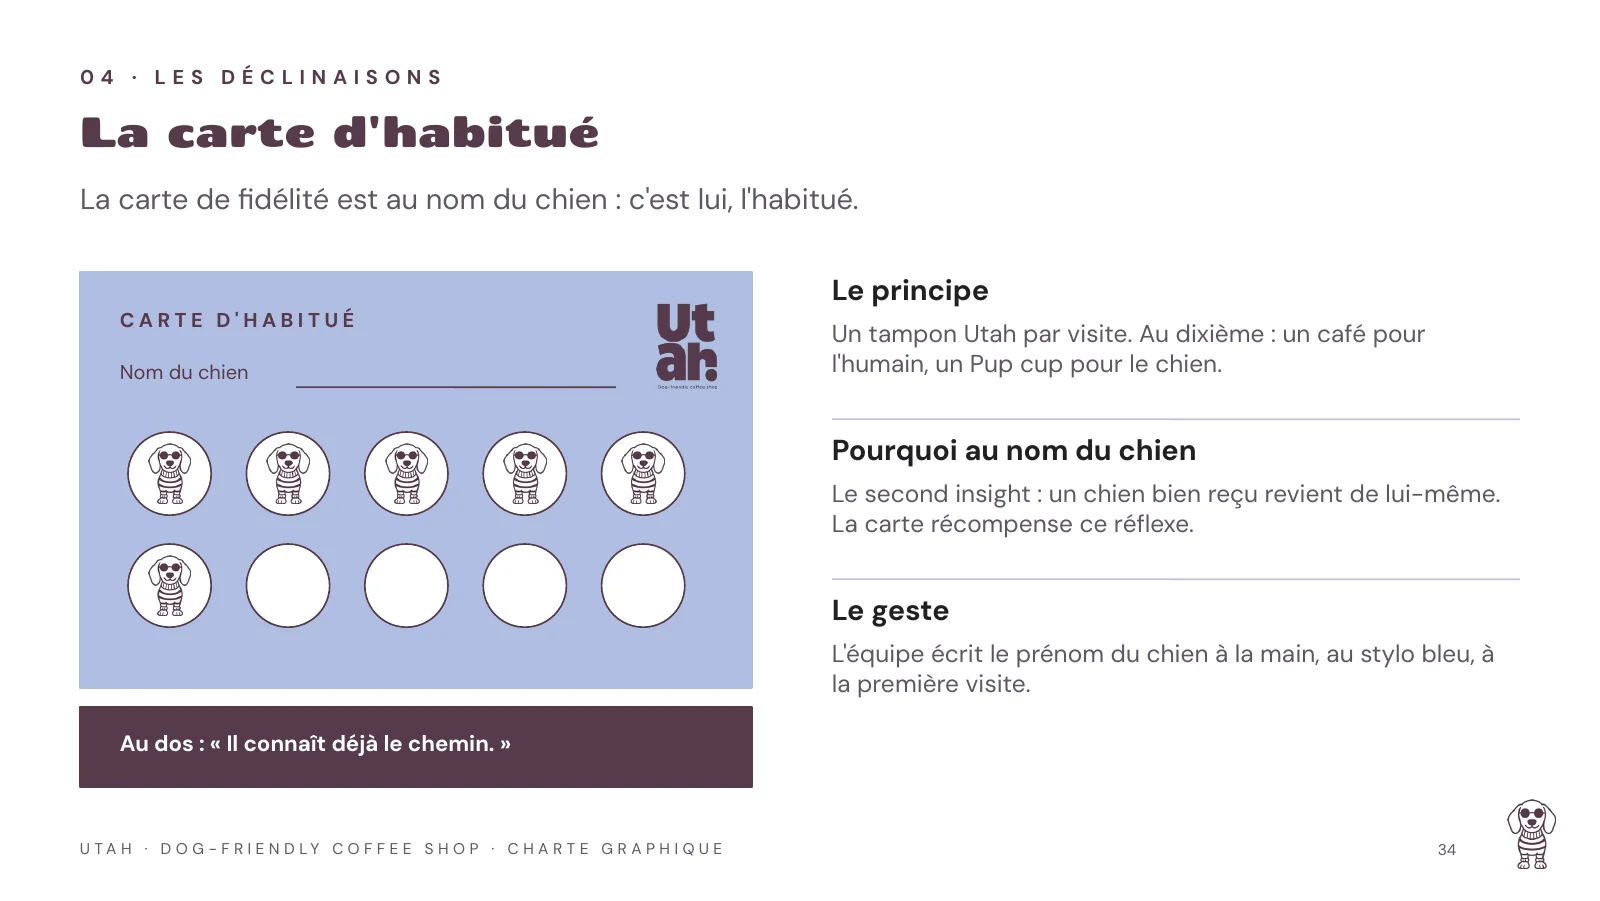 04 · LES DÉCLINAISONS
La carte d'habitué
La carte de fidélité est au nom du chien : c'est lui, l'habitué.
CARTE D'HABITUÉ
Nom du chien
Ut
ah.
Dog-friendly coffee shop
Au dos : « Il connaît déjà le chemin. »
Le principe
Un tampon Utah par visite. Au dixième : un café pour
l'humain, un Pup cup pour le chien.
Pourquoi au nom du chien
Le second insight : un chien bien reçu revient de lui-même.
La carte récompense ce réflexe.
Le geste
L'équipe écrit le prénom du chien à la main, au stylo bleu, à
la première visite.
UTAH · DOG-FRIENDLY COFFEE SHOP · CHARTE GRAPHIQUE
34